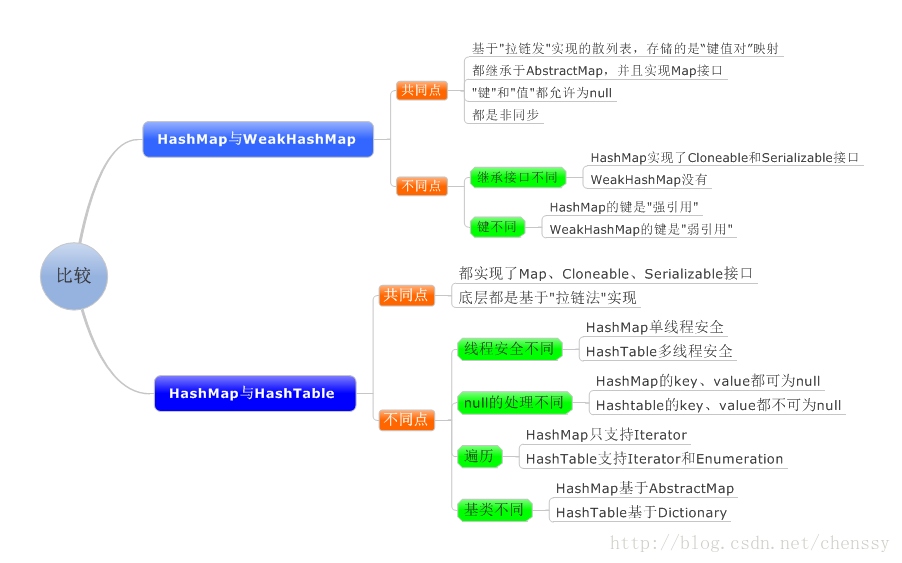 比较
HashMap与WeakHashMap
共同点
基于"拉链发"实现的散列表，存储的是“键值对”映射
都继承于AbstractMap，并且实现Map接口
"键"和"值"都允许为null
都是非同步
不同点
继承接口不同
HashMap实现了Cloneable和Serializable接口
WeakHashMap没有
键不同
HashMap的键是"强引用"
WeakHashMap的键是"弱引用"
HashMap与HashTable
共同点
都实现了Map、Cloneable、Serializable接口
底层都是基于"拉链法"实现
不同点
线程安全不同
HashMap单线程安全
HashTable多线程安全
null的处理不同
HashMap的key、value都可为null
Hashtable的key、value都不可为null
遍历
HashMap只支持Iterator
HashTable支持Iterator和Enumeration
基类不同
HashMap基于AbstractMap
HashTable基于Dictionary
http://blog.csdn.net/chenssy